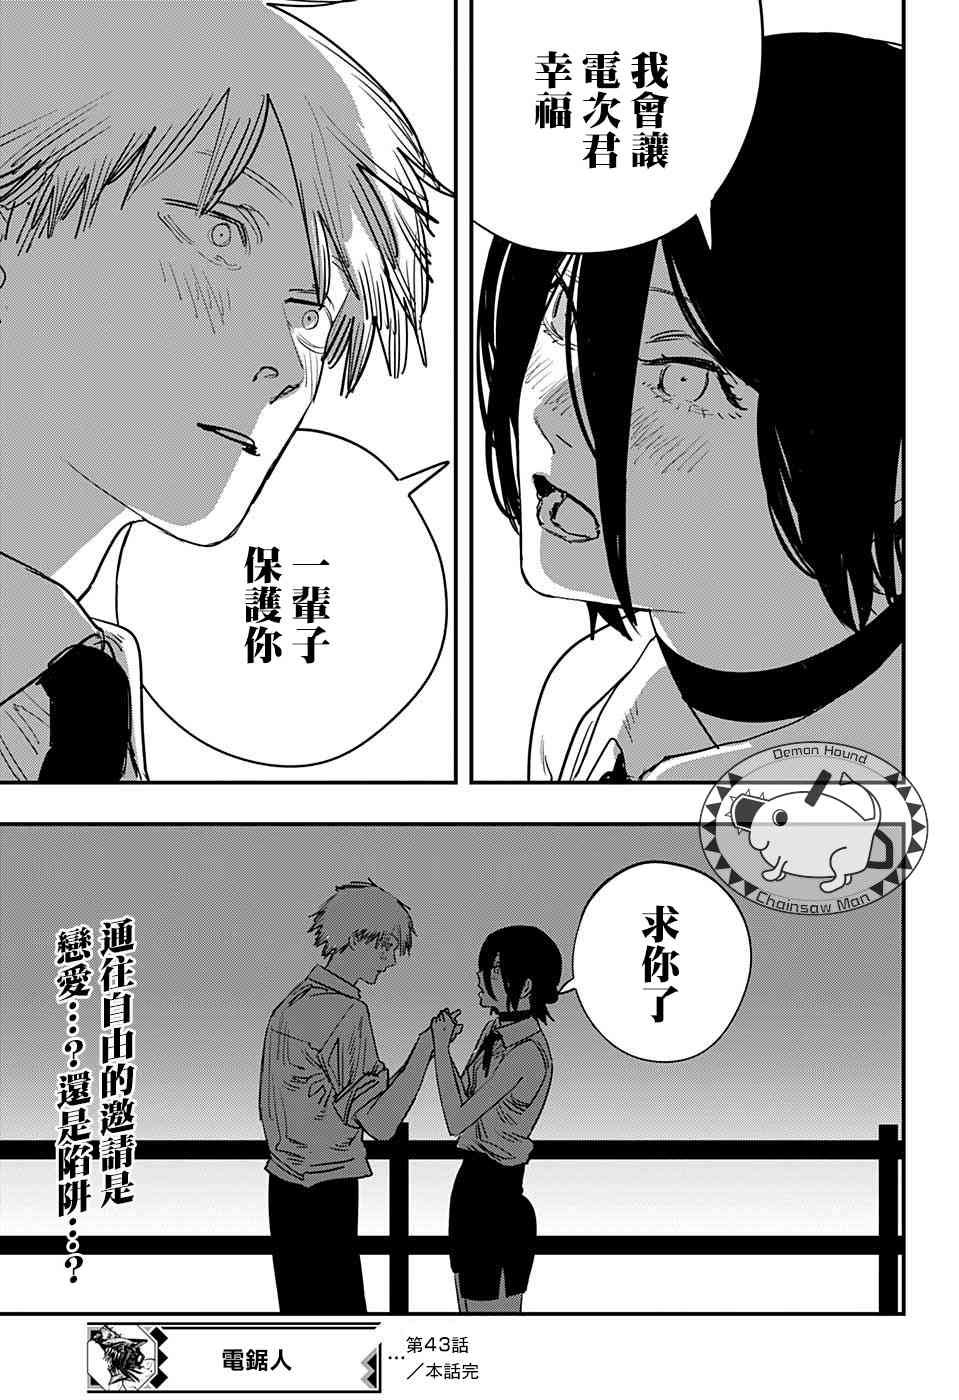 我會讓
電次君
幸福
一輩子
保護你
Demon Hound
Chainsaw Man
求你了
通往自由的邀請是
戀愛…？還是陷阱…？
電鋸人
…第43話
／本話完